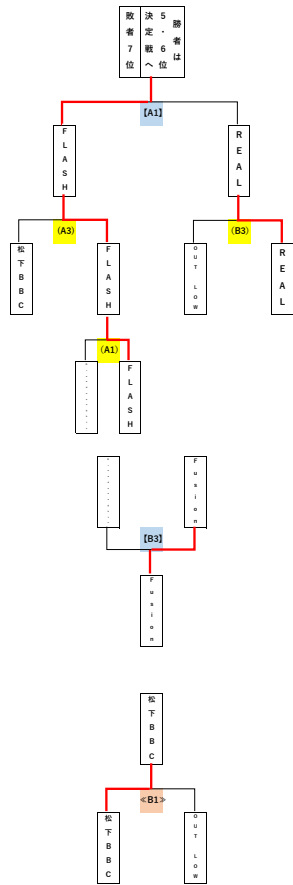 勝者は
5・6位
決定戦へ
敗者7位
【A1】
FLASH
REAL
(A3)
(B3)
松下BBC
FLASH
OUT LOW
REAL
(A1)
FLASH
Fusion
【B3】
Fusion
松下BBC
≪B1≫
松下BBC
OUT LOW